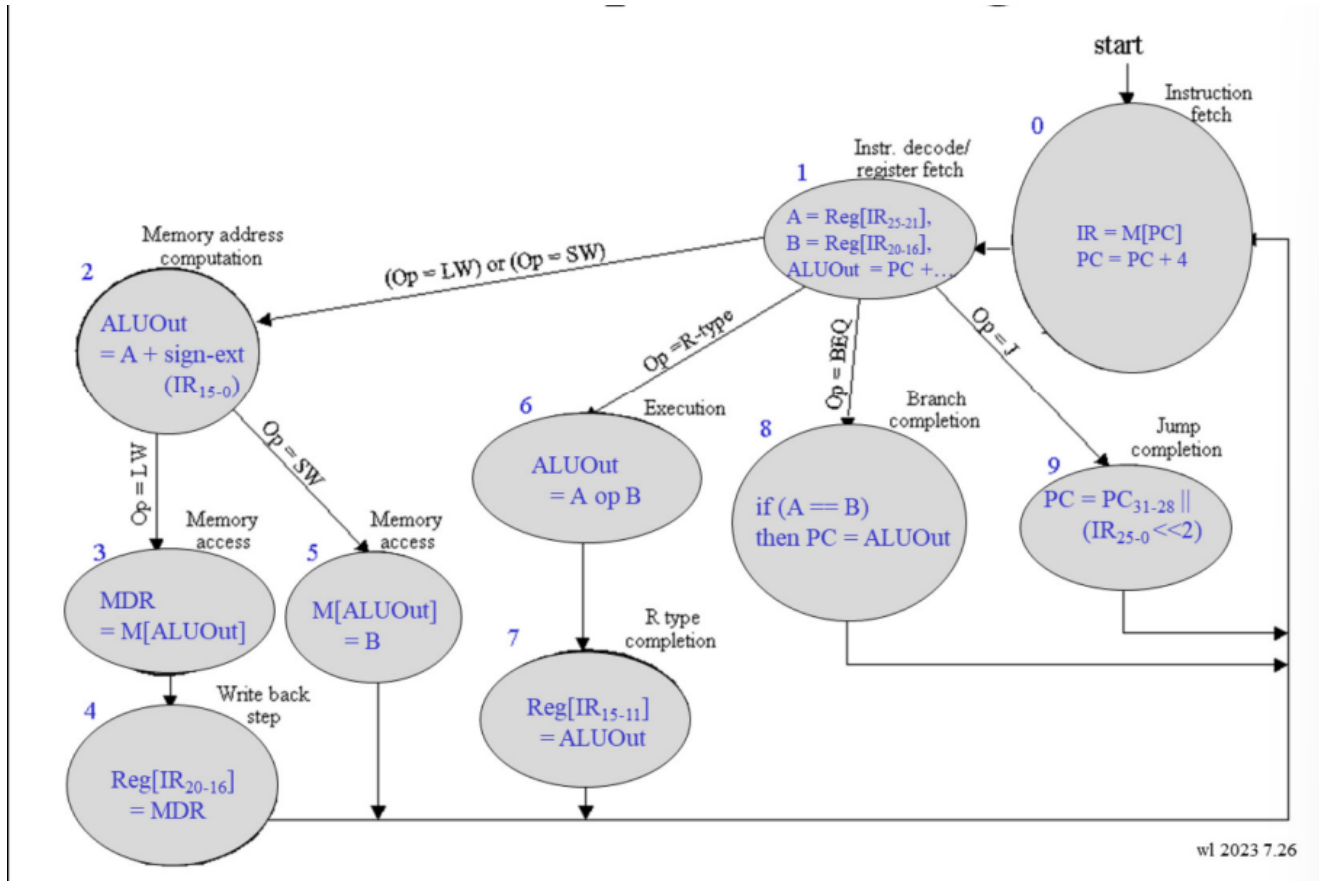 start
Instruction
fetch
0
IR = M[PC]
PC = PC + 4
Instr. decode/
register fetch
1
A = Reg[IR25-21],
B = Reg[IR20-16],
ALUOut = PC +...
(Op = LW) or (Op = SW)
Op =R-type
Op = BEQ
Op = J
Memory address
computation
2
ALUOut
= A + sign-ext
(IR15-0)
Op = LW
Op = SW
Memory
access
3
MDR
= M[ALUOut]
Memory
access
5
M[ALUOut]
= B
Write back
step
4
Reg[IR20-16]
= MDR
Execution
6
ALUOut
= A op B
R type
completion
7
Reg[IR15-11]
= ALUOut
Branch
completion
8
if (A == B)
then PC = ALUOut
Jump
completion
9
PC = PC31-28 ||
(IR25-0 <<2)
wl 2023 7.26